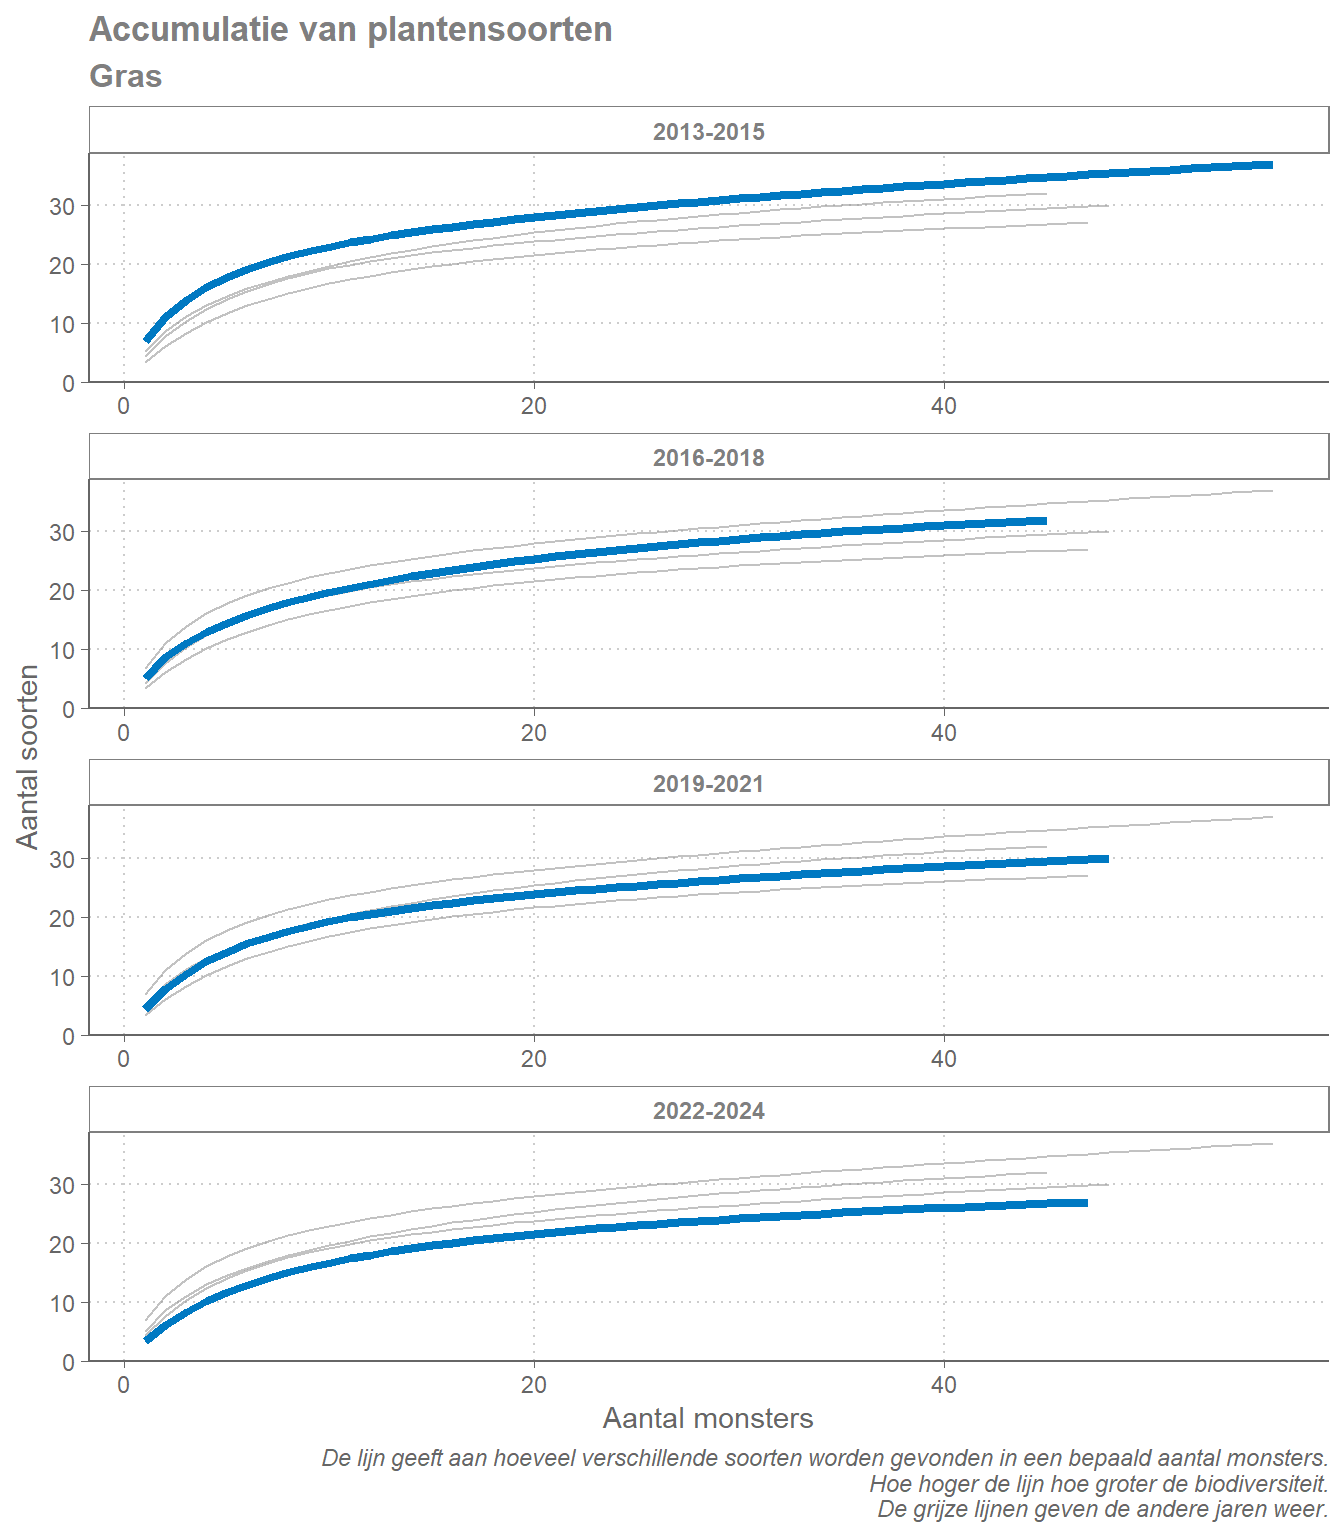 Accumulatie van plantensoorten
Gras
2013-2015
30
20
10
0
0 20 40
2016-2018
30
20
10
0
0 20 40
Aantal soorten
2019-2021
30
20
10
0
0 20 40
2022-2024
30
20
10
0
0 20 40
Aantal monsters
De lijn geeft aan hoeveel verschillende soorten worden gevonden in een bepaald aantal monsters.
Hoe hoger de lijn hoe groter de biodiversiteit.
De grijze lijnen geven de andere jaren weer.